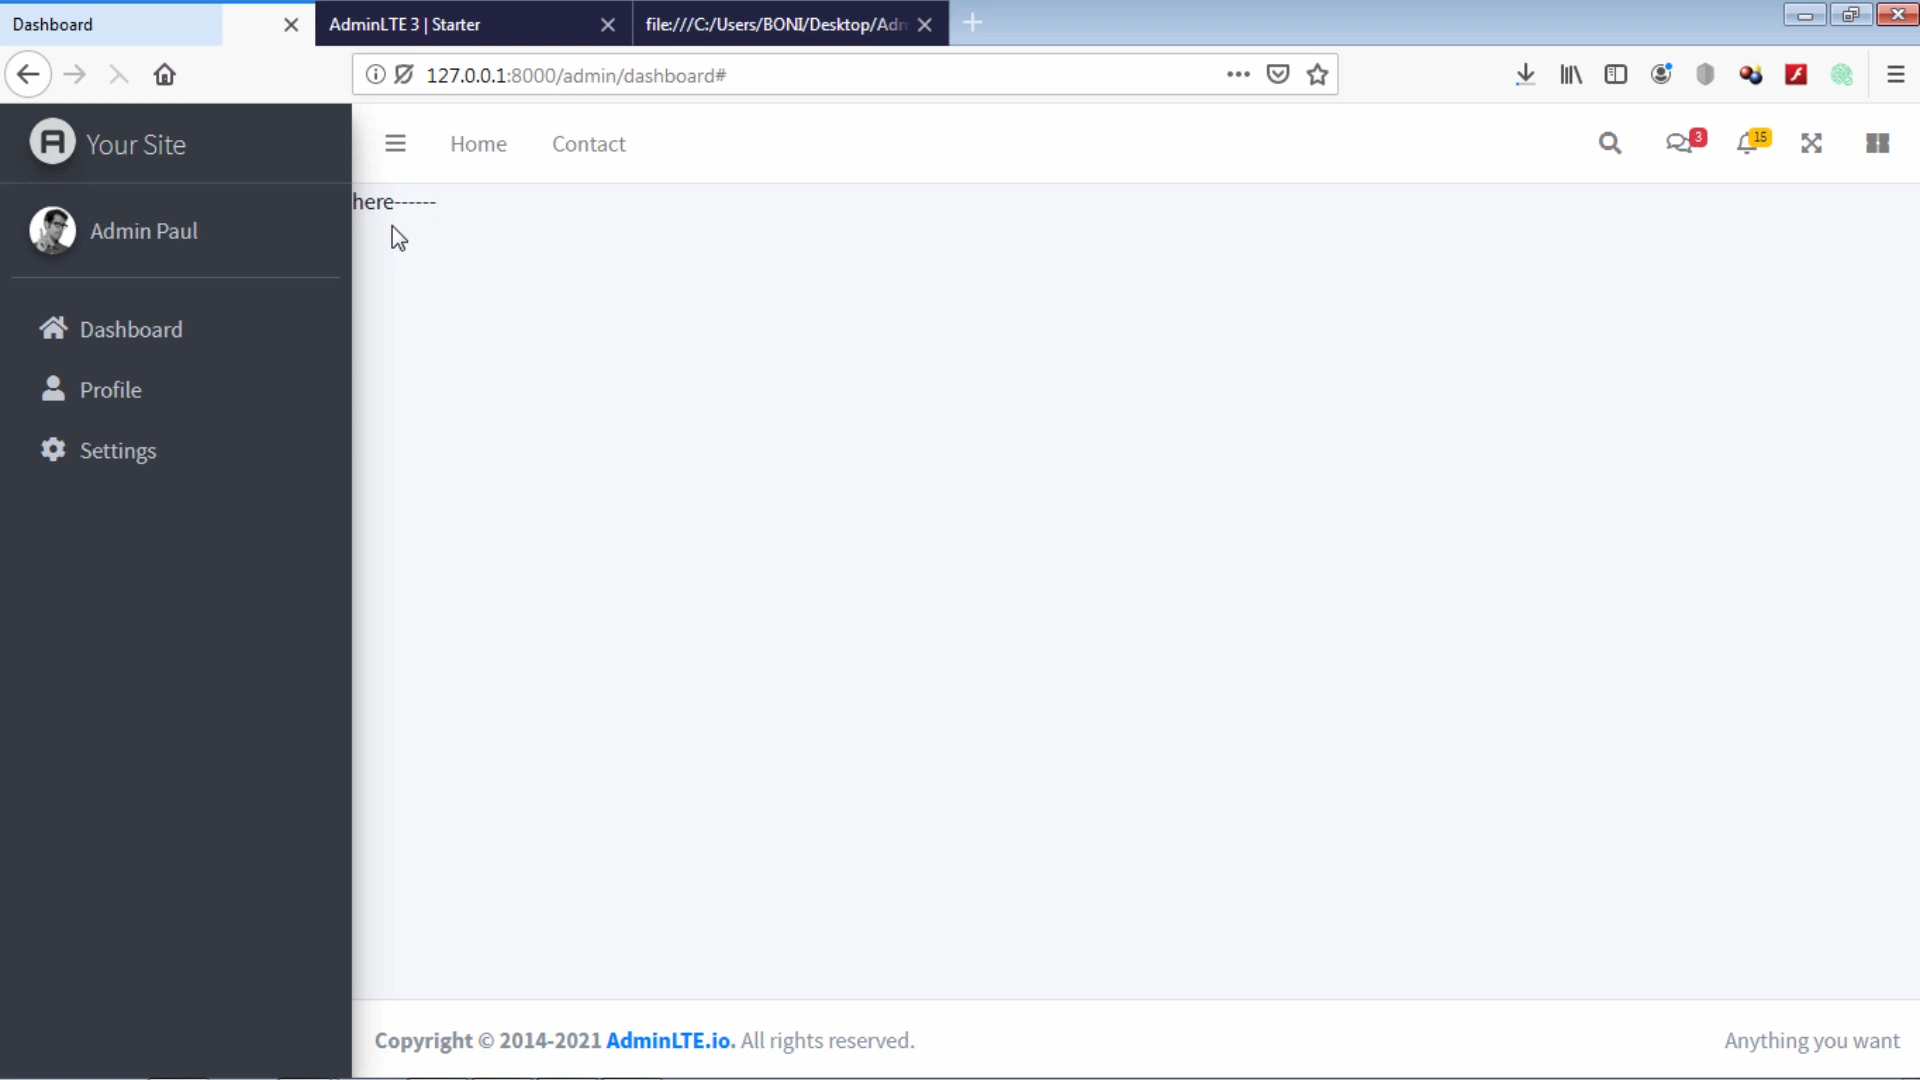 Dashboard
AdminLTE 3 | Starter
file:///C:/Users/BONI/Desktop/Adm
127.0.0.1:8000/admin/dashboard#
Your Site
Home
Contact
3
15
here------
Admin Paul
Dashboard
Profile
Settings
Copyright © 2014-2021 AdminLTE.io. All rights reserved.
Anything you want